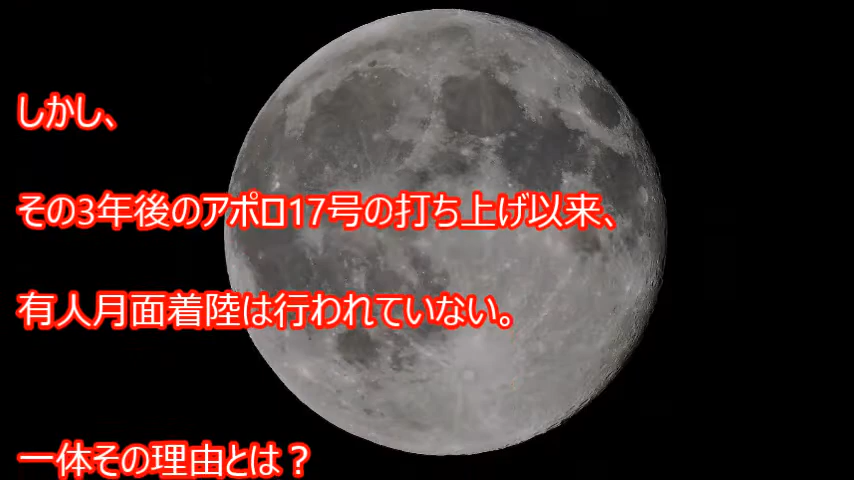 しかし、
その3年後のアポロ17号の打ち上げ以来、
有人月面着陸は行われていない。
一体その理由とは？